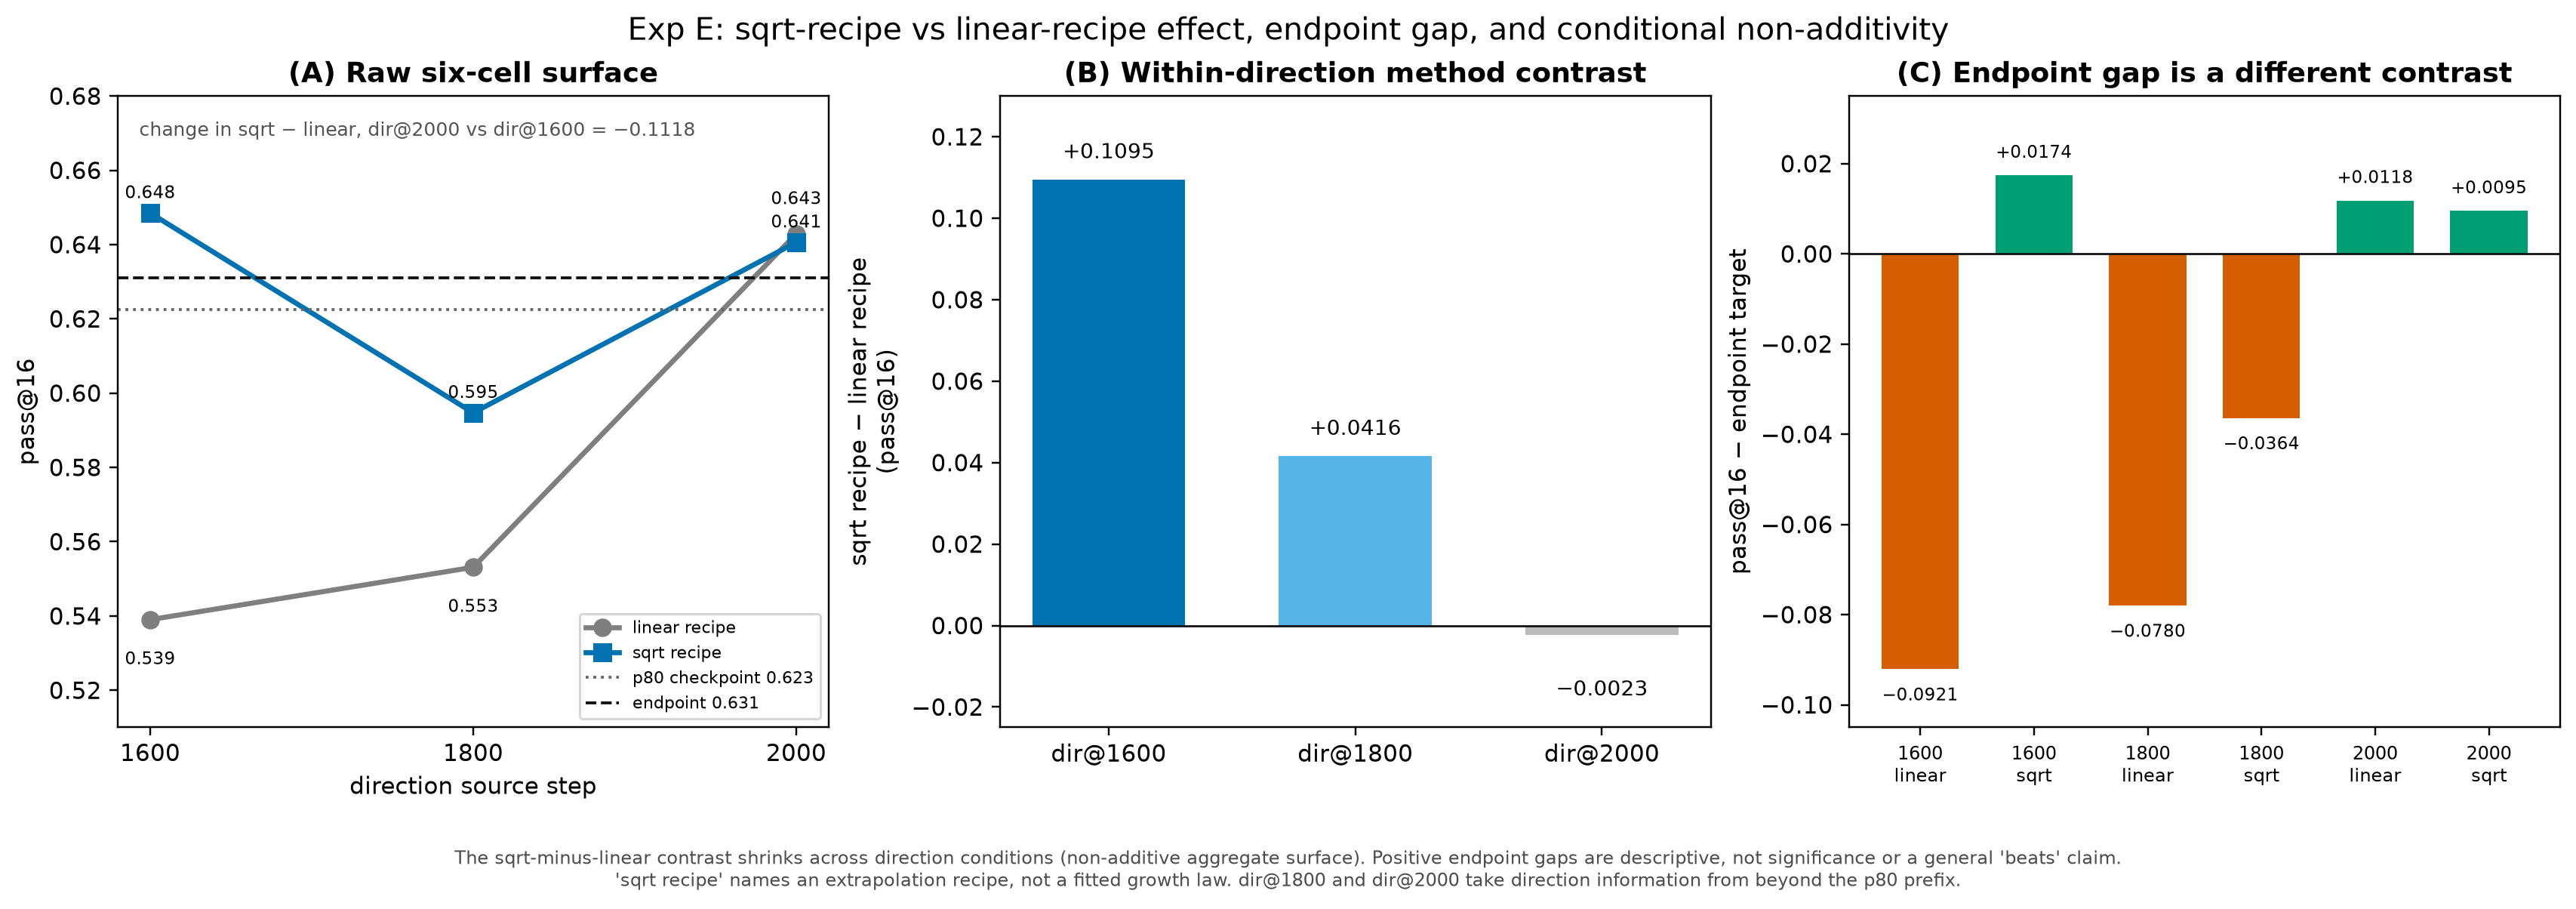 Exp E: sqrt-recipe vs linear-recipe effect, endpoint gap, and conditional non-additivity
(A) Raw six-cell surface
change in sqrt − linear, dir@2000 vs dir@1600 = −0.1118
pass@16
0.68
0.66
0.64
0.62
0.60
0.58
0.56
0.54
0.52
0.648
0.595
0.643
0.641
0.553
0.539
linear recipe
sqrt recipe
p80 checkpoint 0.623
endpoint 0.631
1600
1800
2000
direction source step
(B) Within-direction method contrast
sqrt recipe − linear recipe
(pass@16)
0.12
0.10
0.08
0.06
0.04
0.02
0.00
−0.02
+0.1095
+0.0416
−0.0023
dir@1600
dir@1800
dir@2000
(C) Endpoint gap is a different contrast
pass@16 − endpoint target
0.02
0.00
−0.02
−0.04
−0.06
−0.08
−0.10
−0.0921
+0.0174
−0.0780
−0.0364
+0.0118
+0.0095
1600
linear
1600
sqrt
1800
linear
1800
sqrt
2000
linear
2000
sqrt
The sqrt-minus-linear contrast shrinks across direction conditions (non-additive aggregate surface). Positive endpoint gaps are descriptive, not significance or a general 'beats' claim.
'sqrt recipe' names an extrapolation recipe, not a fitted growth law. dir@1800 and dir@2000 take direction information from beyond the p80 prefix.